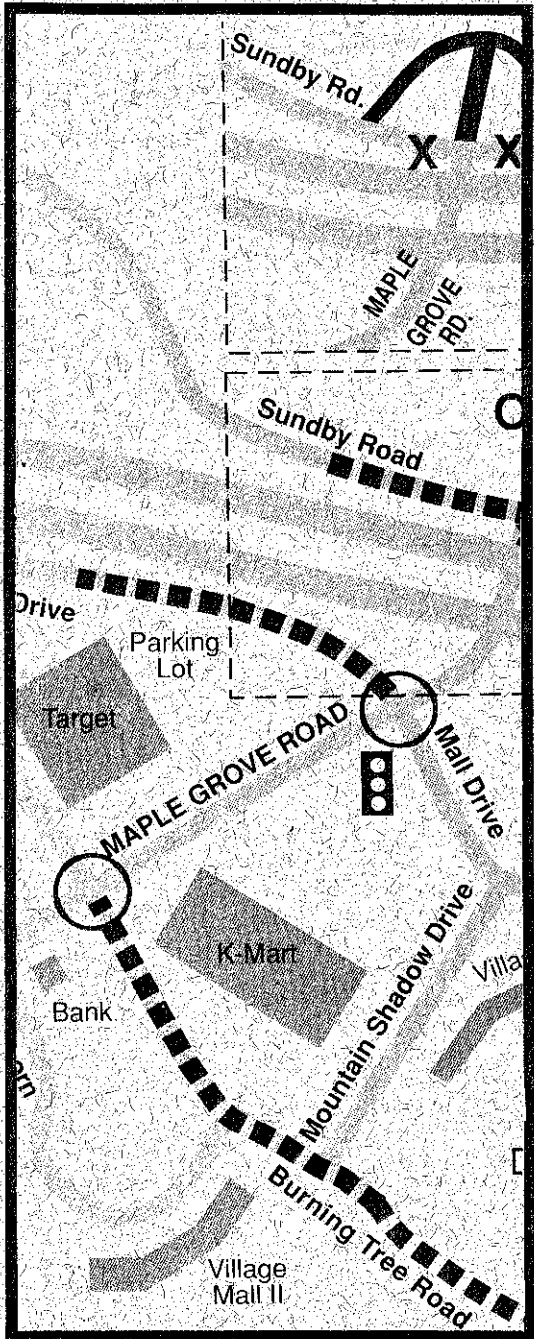 Sundby Rd.
X X
MAPLE
GROVE
RD.
Sundby Road
Drive
Parking
Lot
Target
MAPLE GROVE ROAD
Mall Drive
K-Mart
Mountain Shadow Drive
Bank
Burning Tree Road
Village
Mall II